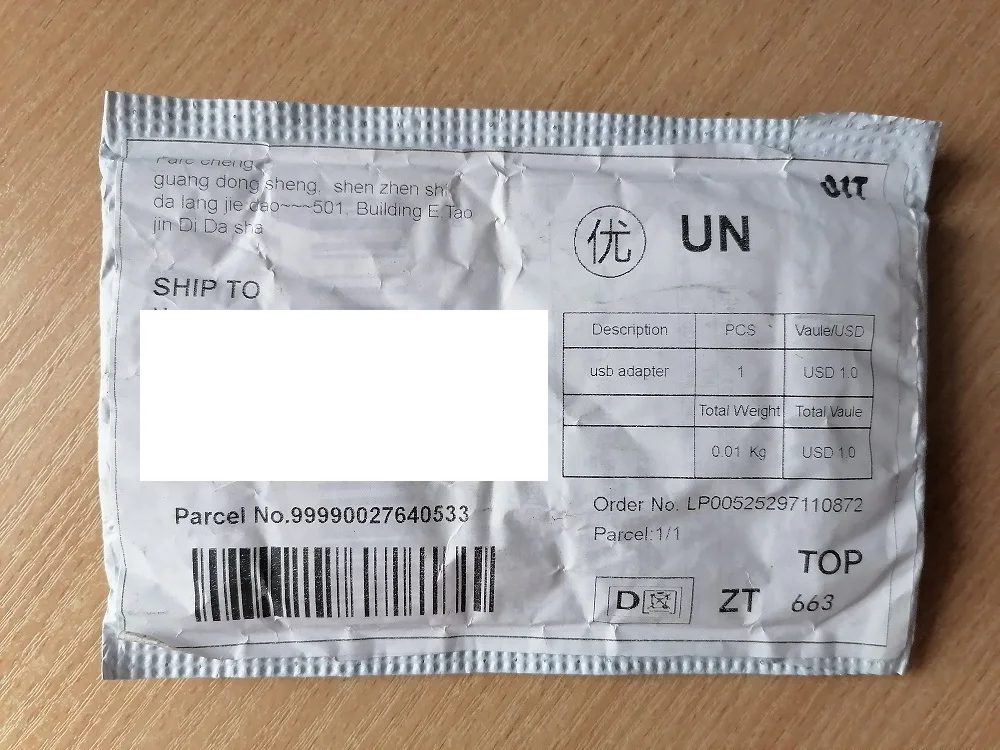 guang dong sheng, shen zhen shi
da lang jie dao~~~501, Building E Tao
jin Di Da sha
SHIP TO
优 UN
Description PCS Vaule/USD
usb adapter 1 USD 1.0
Total Weight Total Vaule
0.01 Kg USD 1.0
Parcel No.99990027640533
Order No. LP00525297110872
Parcel:1/1
TOP
D ZT 663